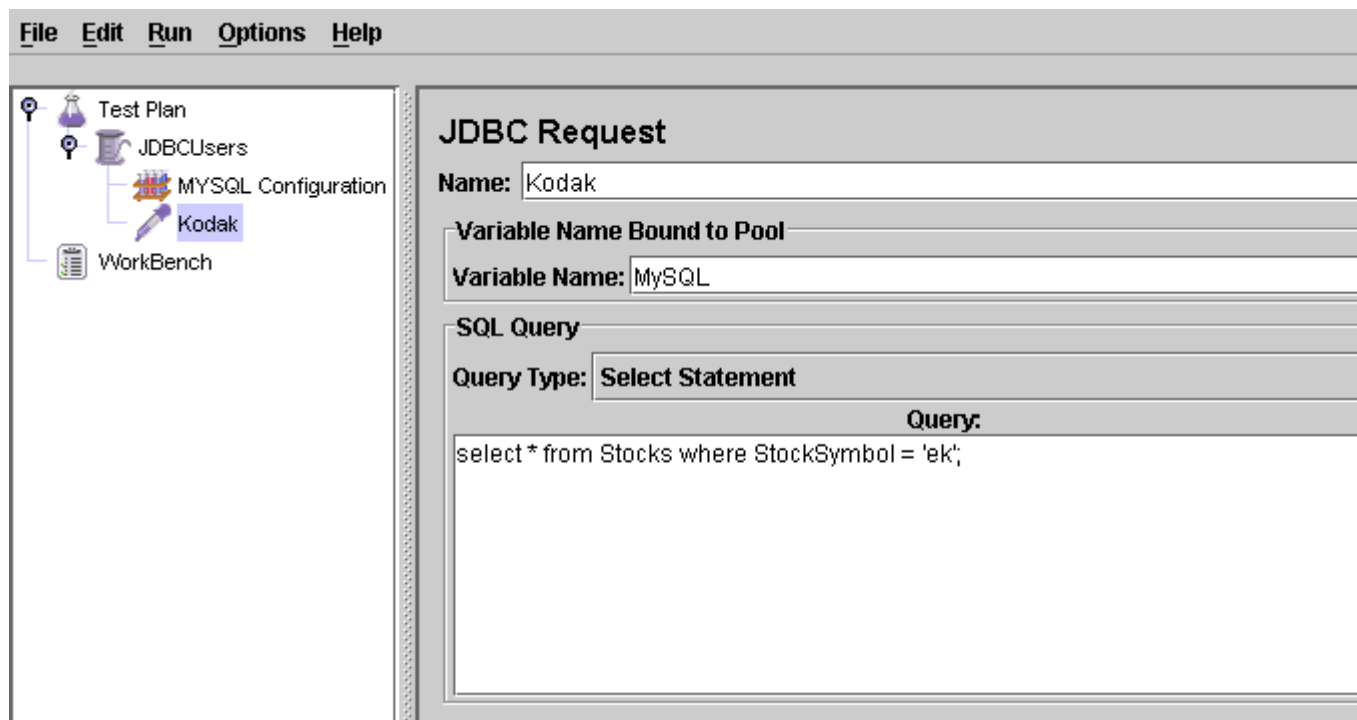 File Edit Run Options Help
Test Plan
JDBCUsers
MYSQL Configuration
Kodak
WorkBench
JDBC Request
Name: Kodak
Variable Name Bound to Pool
Variable Name: MySQL
SQL Query
Query Type: Select Statement
Query:
select * from Stocks where StockSymbol = 'ek';